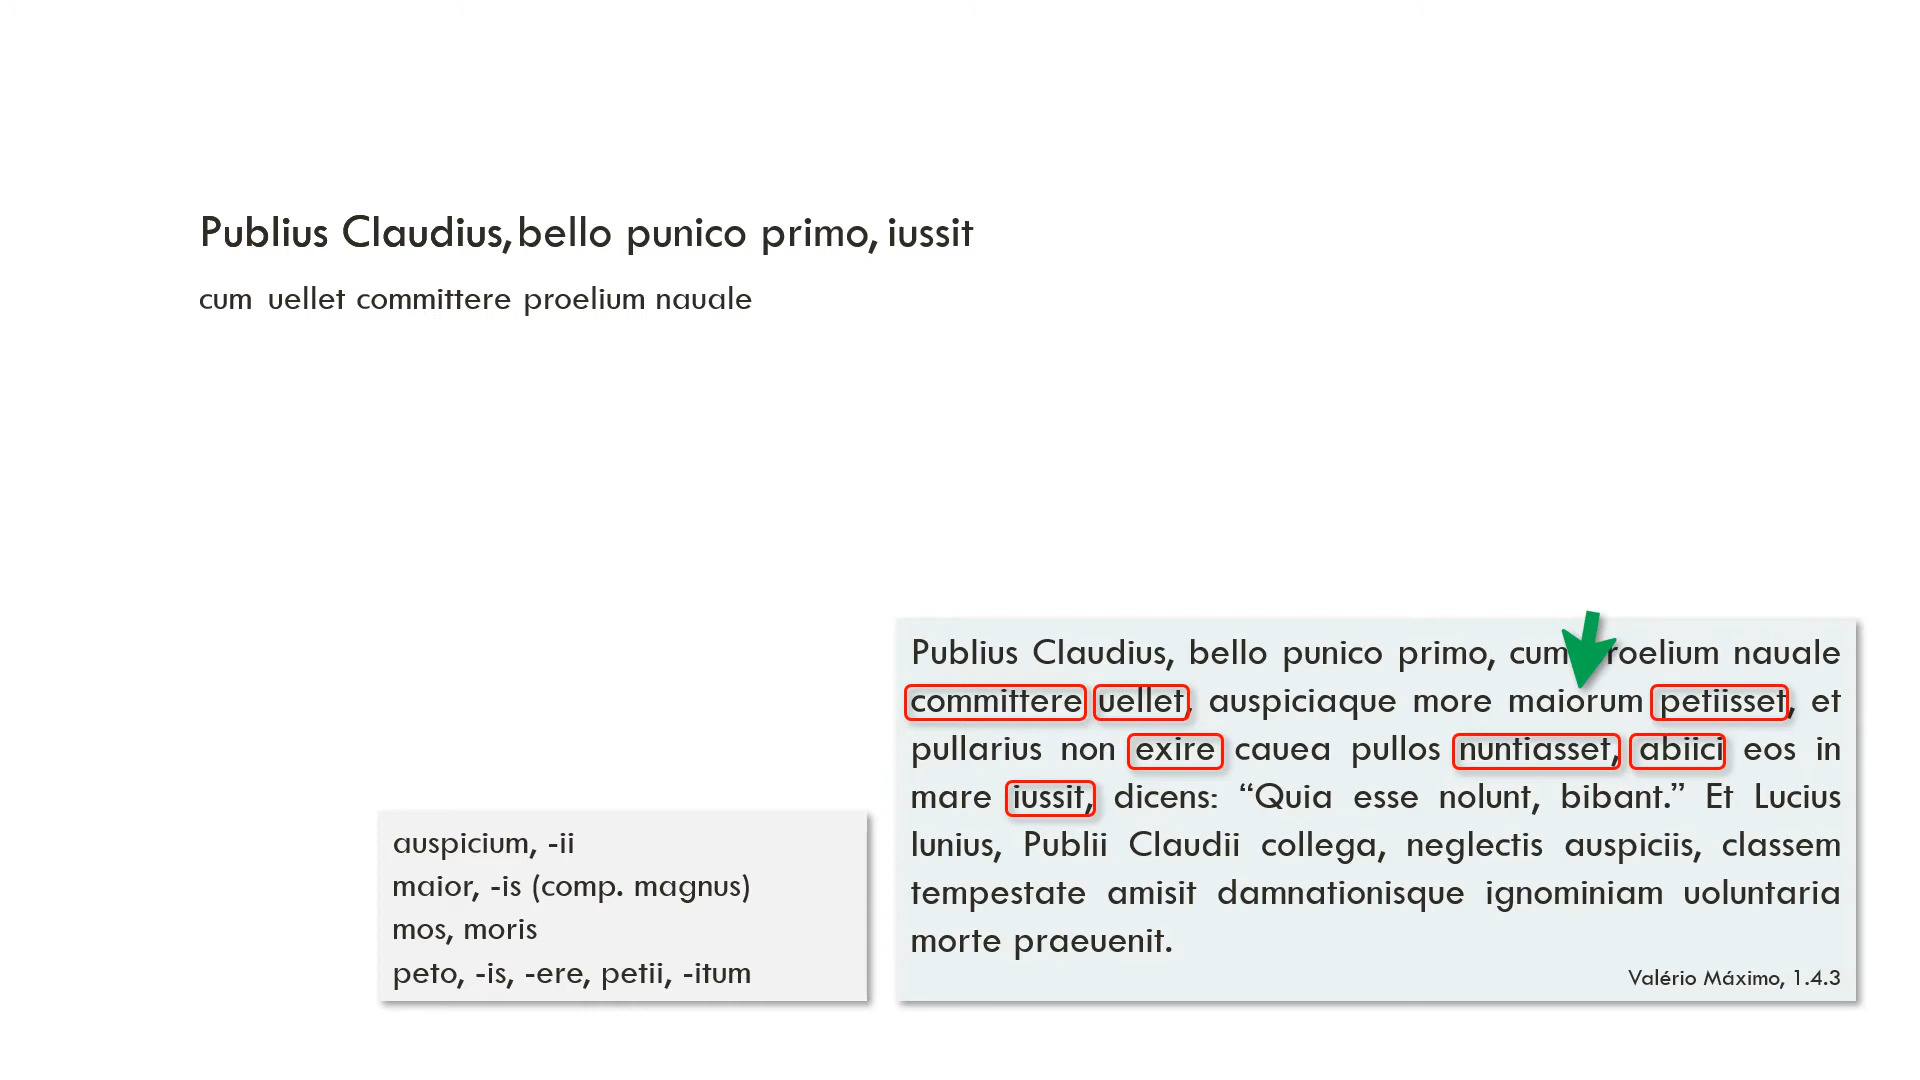 Publius Claudius, bello punico primo, iussit
cum uellet committere proelium nauale
auspicium, -ii
maior, -is (comp. magnus)
mos, moris
peto, -is, -ere, petii, -itum
Publius Claudius, bello punico primo, cum roelium nauale
committere uellet, auspiciaque more maiorum petiisset, et
pullarius non exire cauea pullos nuntiasset, abiici eos in
mare iussit, dicens: “Quia esse nolunt, bibant.” Et Lucius
Iunius, Publii Claudii collega, neglectis auspiciis, classem
tempestate amisit damnationisque ignominiam uoluntaria
morte praeuenit.
Valério Máximo, 1.4.3